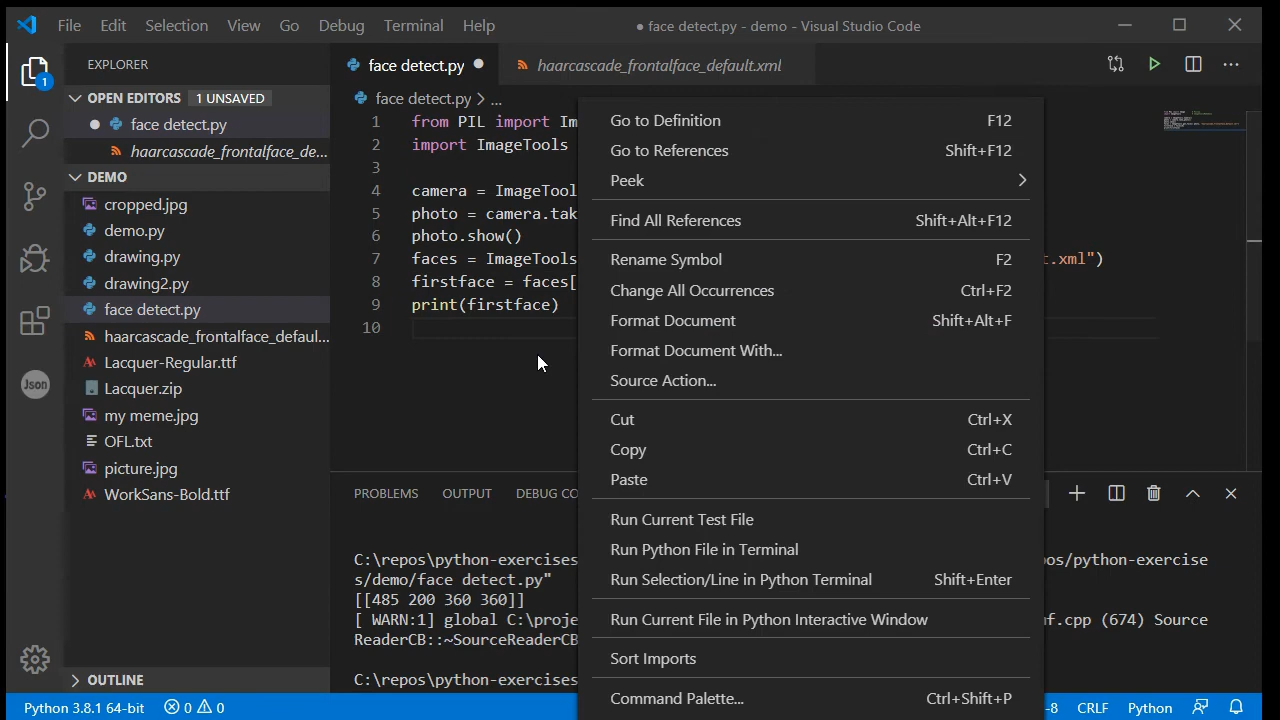 File Edit Selection View Go Debug Terminal Help
● face detect.py - demo - Visual Studio Code
EXPLORER
1
OPEN EDITORS 1 UNSAVED
face detect.py
haarcascade_frontalface_de...
DEMO
cropped.jpg
demo.py
drawing.py
drawing2.py
face detect.py
haarcascade_frontalface_defaul...
Lacquer-Regular.ttf
Lacquer.zip
my meme.jpg
OFL.txt
picture.jpg
WorkSans-Bold.ttf
Json
OUTLINE
face detect.py ●
haarcascade_frontalface_default.xml
face detect.py > ...
1 from PIL import Im
2 import ImageTools
3
4 camera = ImageTool
5 photo = camera.tak
6 photo.show()
7 faces = ImageTools t.xml")
8 firstface = faces[
9 print(firstface)
10
Go to Definition F12
Go to References Shift+F12
Peek
Find All References Shift+Alt+F12
Rename Symbol F2
Change All Occurrences Ctrl+F2
Format Document Shift+Alt+F
Format Document With...
Source Action...
Cut Ctrl+X
Copy Ctrl+C
Paste Ctrl+V
Run Current Test File
Run Python File in Terminal
Run Selection/Line in Python Terminal Shift+Enter
Run Current File in Python Interactive Window
Sort Imports
Command Palette... Ctrl+Shift+P
PROBLEMS OUTPUT DEBUG CO
C:\repos\python-exercises pos/python-exercise
s/demo/face detect.py"
[[485 200 360 360]]
[ WARN:1] global C:\proje mf.cpp (674) Source
ReaderCB::~SourceReaderCB
C:\repos\python-exercises
Python 3.8.1 64-bit 0 0 -8 CRLF Python